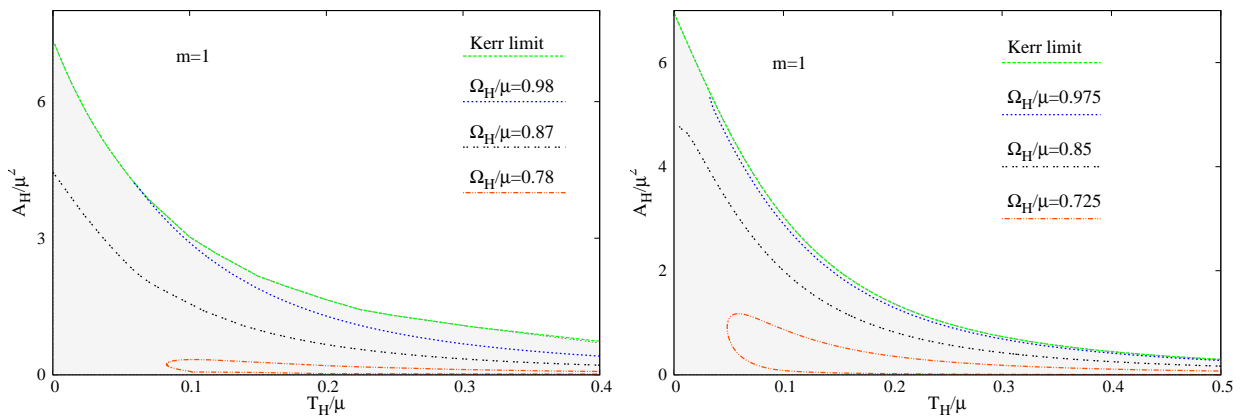 m=1
Kerr limit
Ω_H/μ=0.98
Ω_H/μ=0.87
Ω_H/μ=0.78
A_H/μ²
6
3
0
0 0.1 0.2 0.3 0.4
T_H/μ
m=1
Kerr limit
Ω_H/μ=0.975
Ω_H/μ=0.85
Ω_H/μ=0.725
A_H/μ²
6
4
2
0
0 0.1 0.2 0.3 0.4 0.5
T_H/μ